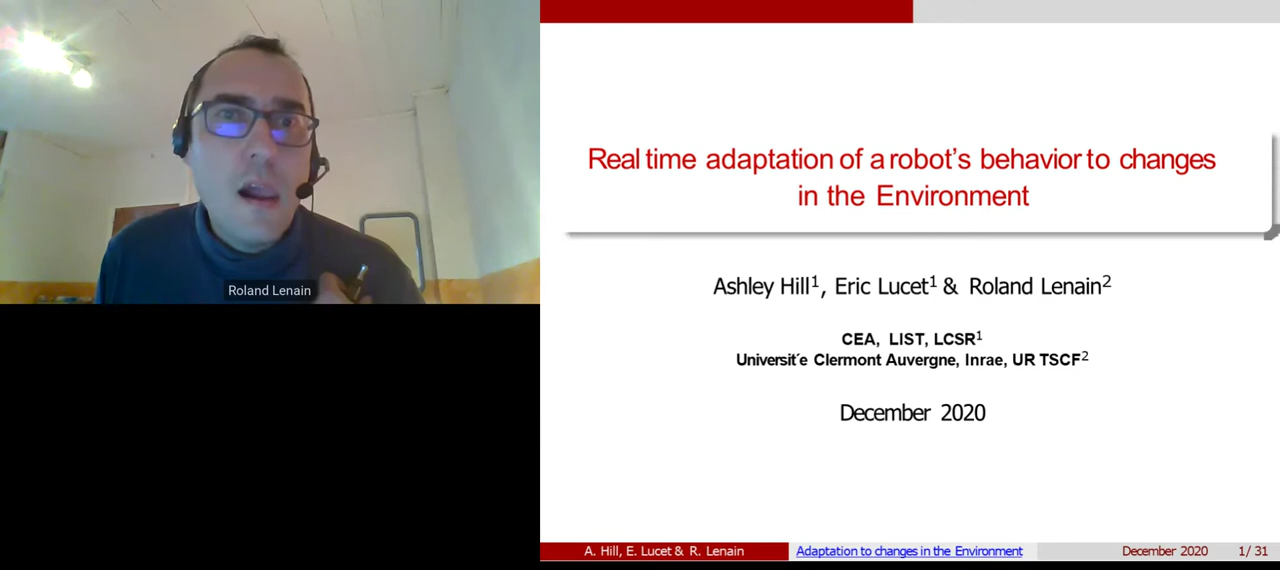 Roland Lenain
Real time adaptation of a robot's behavior to changes
in the Environment
Ashley Hill1, Eric Lucet1 & Roland Lenain2
CEA, LIST, LCSR1
Universit´e Clermont Auvergne, Inrae, UR TSCF2
December 2020
A. Hill, E. Lucet & R. Lenain
Adaptation to changes in the Environment
December 2020
1/ 31